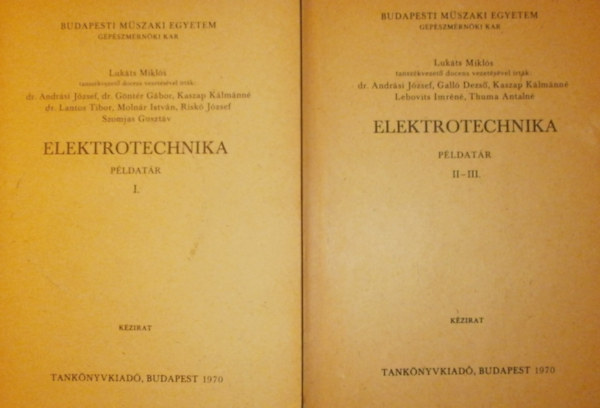 BUDAPESTI MŰSZAKI EGYETEM
GÉPÉSZMÉRNÖKI KAR
Lukáts Miklós
tanszékvezető docens vezetésével írták:
dr. Andrási József, dr. Göntér Gábor, Kaszap Kálmánné
dr. Lantos Tibor, Molnár István, Riskó József
Szomjas Gusztáv
ELEKTROTECHNIKA
PÉLDATÁR
I.
KÉZIRAT
TANKÖNYVKIADÓ, BUDAPEST 1970
BUDAPESTI MŰSZAKI EGYETEM
GÉPÉSZMÉRNÖKI KAR
Lukáts Miklós
tanszékvezető docens vezetésével írták:
dr. Andrási József, Galló Dezső, Kaszap Kálmánné
Lebovits Imréné, Thuma Antalné
ELEKTROTECHNIKA
PÉLDATÁR
II-III.
KÉZIRAT
TANKÖNYVKIADÓ, BUDAPEST 1970